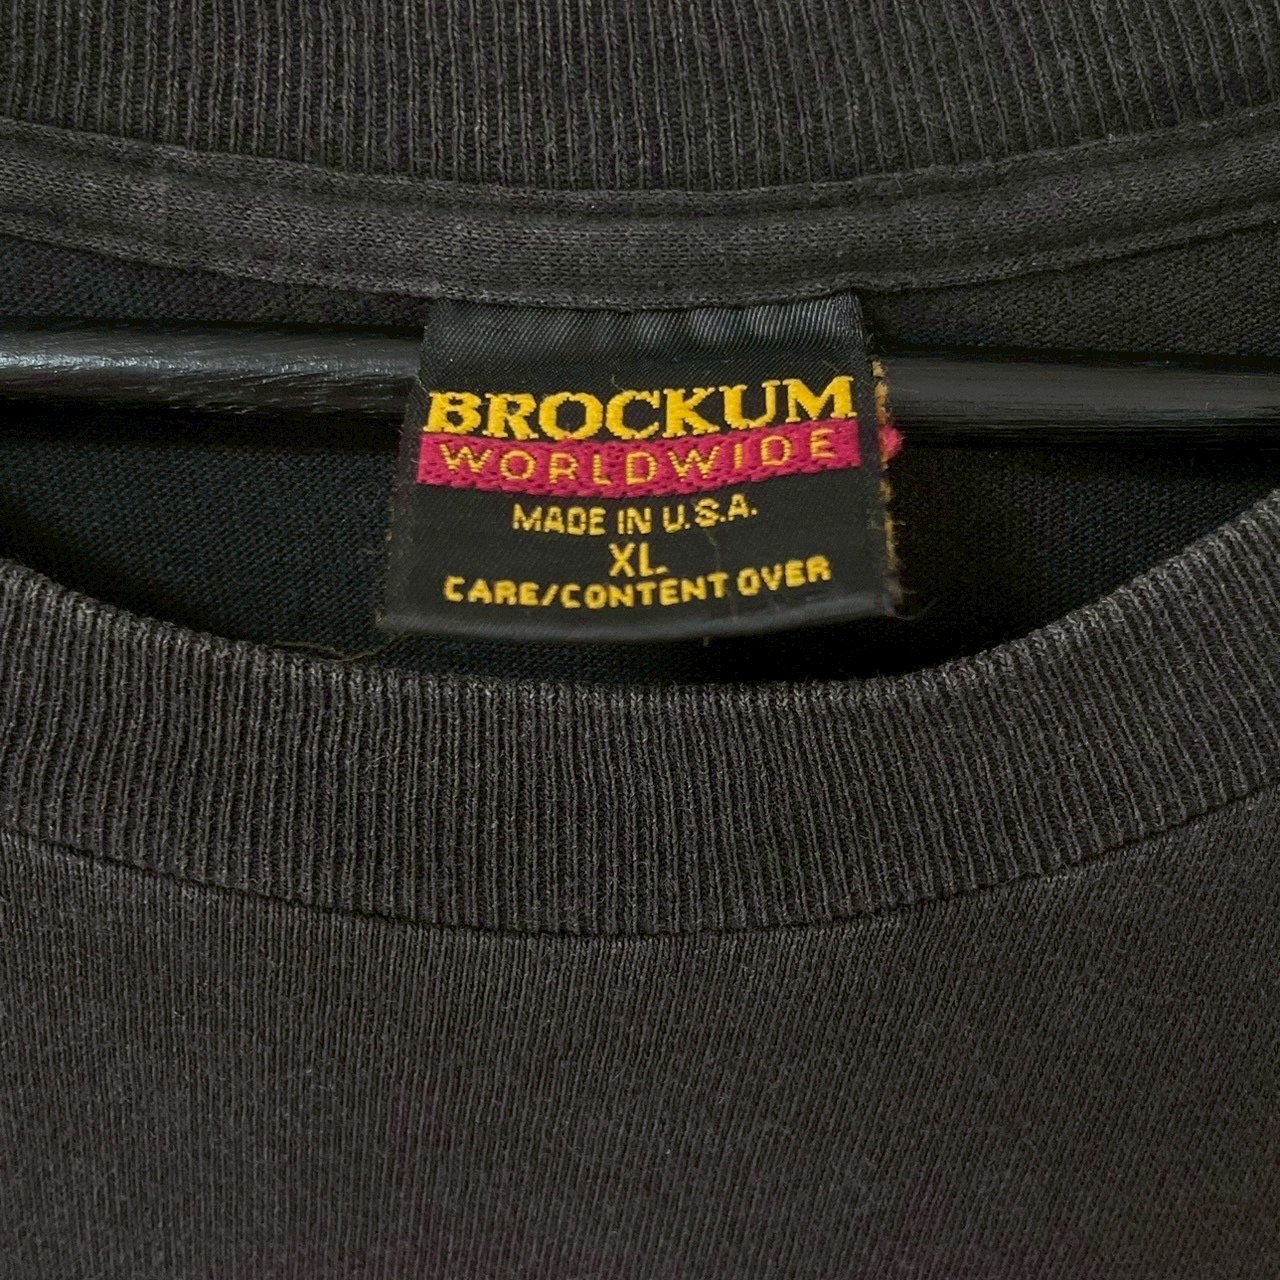 BROCKUM
WORLDWIDE
MADE IN U.S.A.
XL
CARE/CONTENT OVER